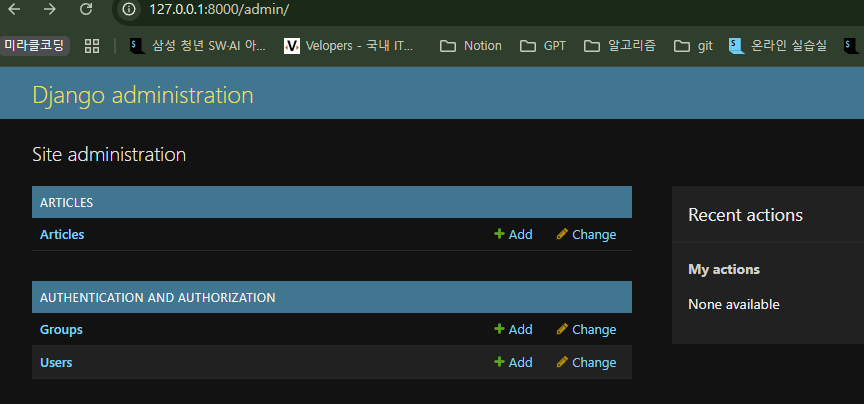 127.0.0.1:8000/admin/
미라클코딩
삼성 청년 SW·AI 아...
Velopers - 국내 IT...
Notion
GPT
알고리즘
git
온라인 실습실
Django administration
Site administration
ARTICLES
Articles Add Change
AUTHENTICATION AND AUTHORIZATION
Groups Add Change
Users Add Change
Recent actions
My actions
None available